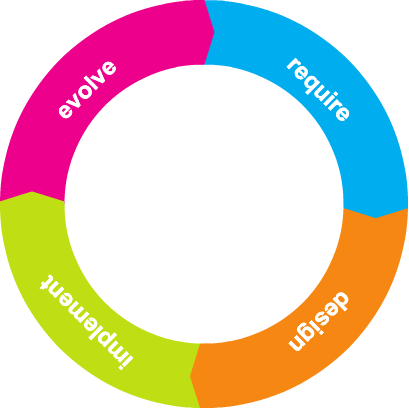 require
design
implement
evolve